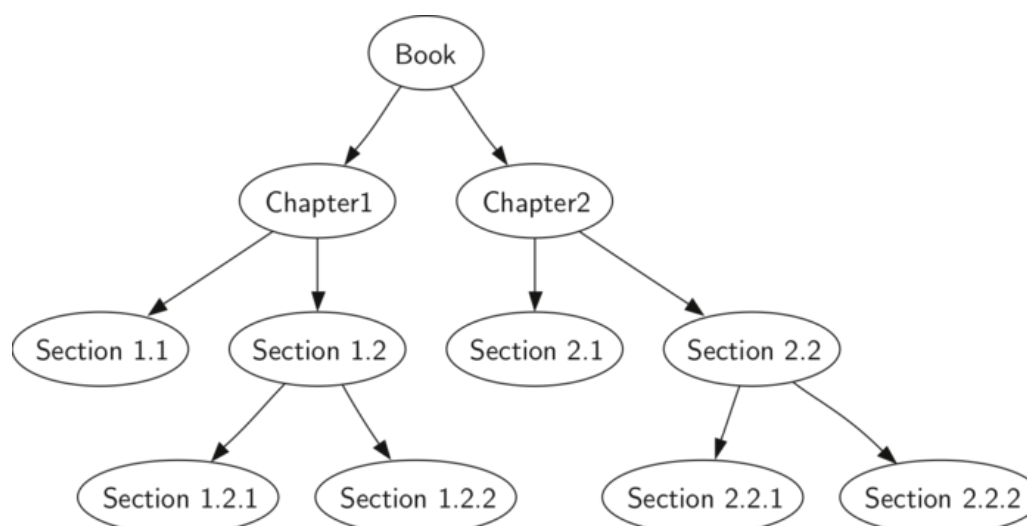 Book
Chapter1
Chapter2
Section 1.1
Section 1.2
Section 2.1
Section 2.2
Section 1.2.1
Section 1.2.2
Section 2.2.1
Section 2.2.2